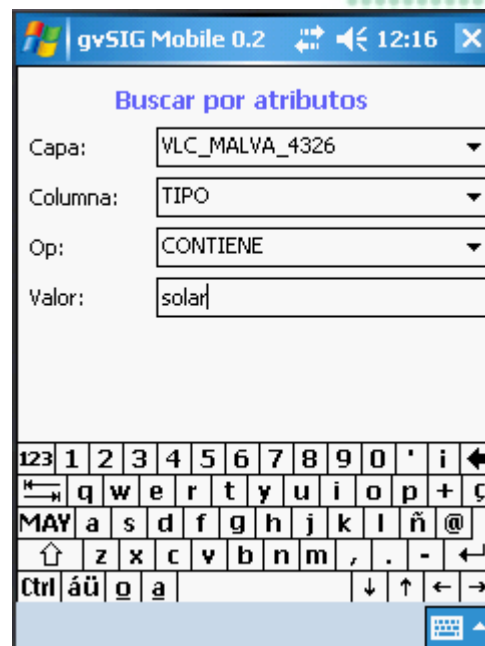 gvSIG Mobile 0.2 12:16
Buscar por atributos
Capa: VLC_MALVA_4326
Columna: TIPO
Op: CONTIENE
Valor: solar
123 1 2 3 4 5 6 7 8 9 0 ' i
q w e r t y u i o p + ç
MAY a s d f g h j k l ñ @
z x c v b n m , . -
Ctrl áü º ª